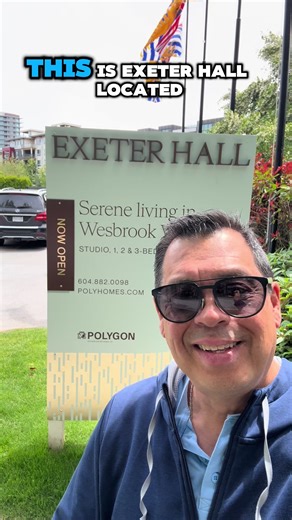 THIS IS EXETER HALL
LOCATED
EXETER HALL
Serene living in
Wesbrook
STUDIO, 1, 2 & 3-BED
NOW OPEN
604.882.0098
POLYHOMES.COM
POLYGON